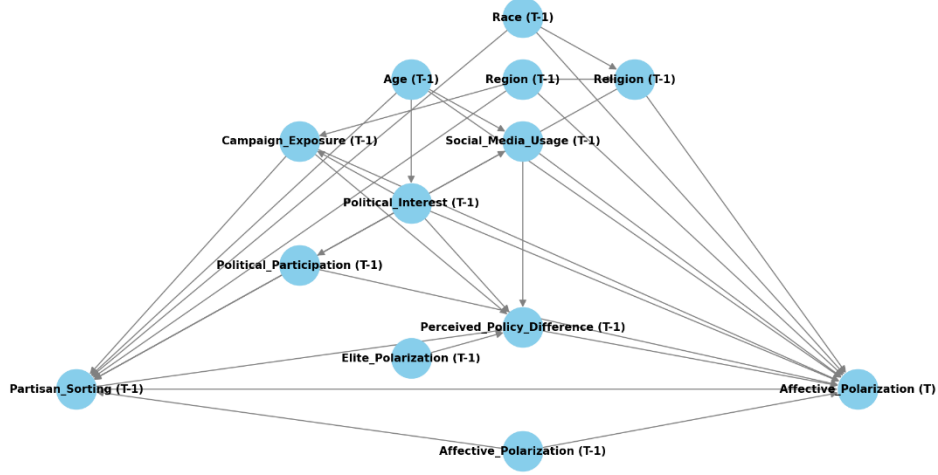 Race (T-1)
Age (T-1)
Region (T-1)
Religion (T-1)
Campaign_Exposure (T-1)
Social_Media_Usage (T-1)
Political_Interest (T-1)
Political_Participation (T-1)
Perceived_Policy_Difference (T-1)
Elite_Polarization (T-1)
Partisan_Sorting (T-1)
Affective_Polarization (T)
Affective_Polarization (T-1)